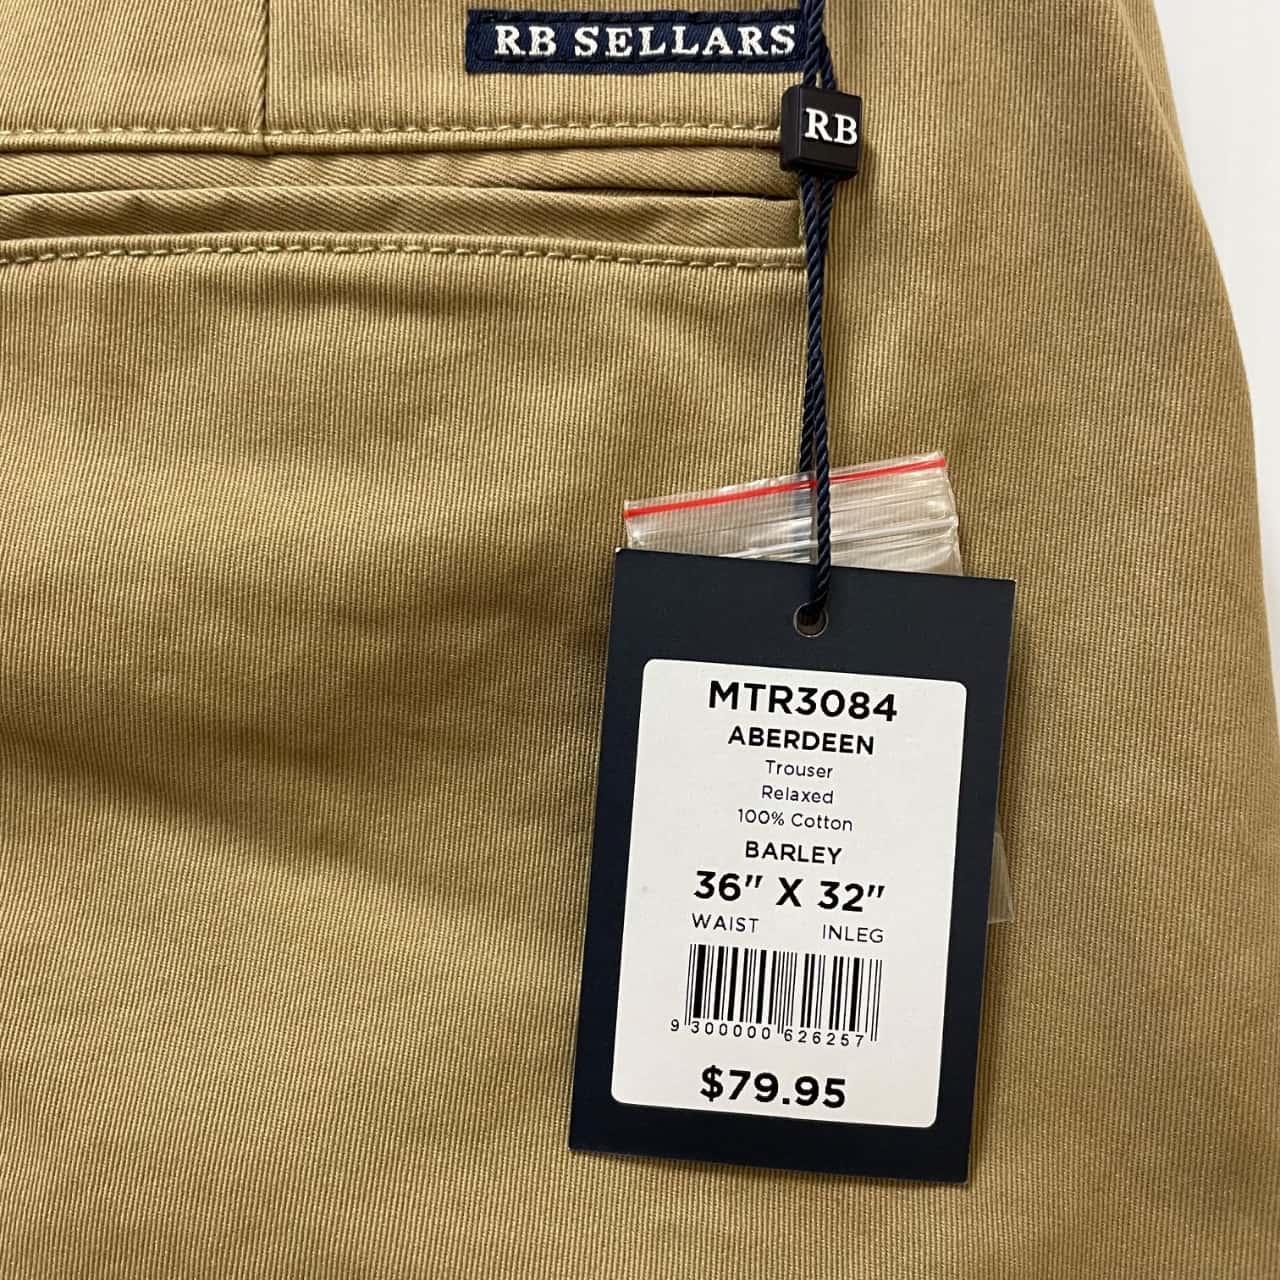 RB SELLARS
RB
MTR3084
ABERDEEN
Trouser
Relaxed
100% Cotton
BARLEY
36" X 32"
WAIST INLEG
9 300000 626257
$79.95